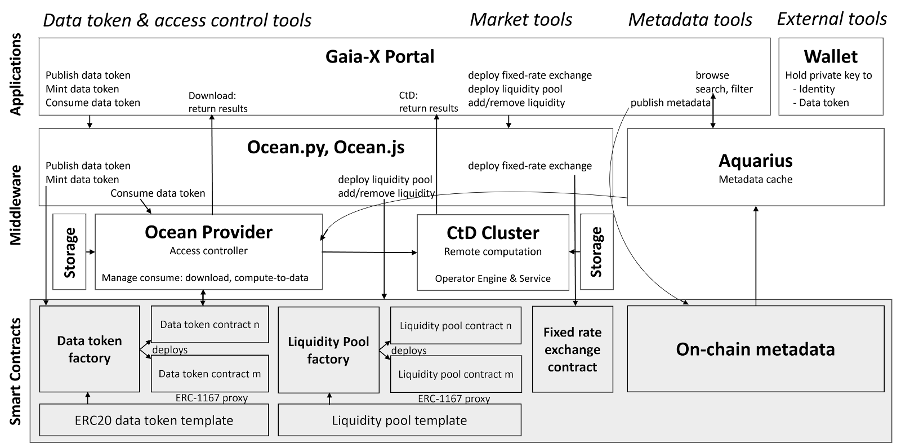 Data token & access control tools
Market tools
Metadata tools
External tools
Applications
Gaia-X Portal
Publish data token
Mint data token
Consume data token
Download:
return results
CtD:
return results
deploy fixed-rate exchange
deploy liquidity pool
add/remove liquidity
browse
search, filter
publish metadata
Wallet
Hold private key to
- Identity
- Data token
Middleware
Ocean.py, Ocean.js
Publish data token
Mint data token
Consume data token
deploy liquidity pool
add/remove liquidity
deploy fixed-rate exchange
Aquarius
Metadata cache
Storage
Ocean Provider
Access controller
Manage consume: download, compute-to-data
CtD Cluster
Remote computation
Operator Engine & Service
Storage
Smart Contracts
Data token
factory
deploys
Data token contract n
Data token contract m
ERC-1167 proxy
ERC20 data token template
Liquidity Pool
factory
deploys
Liquidity pool contract n
Liquidity pool contract m
ERC-1167 proxy
Liquidity pool template
Fixed rate
exchange
contract
On-chain metadata